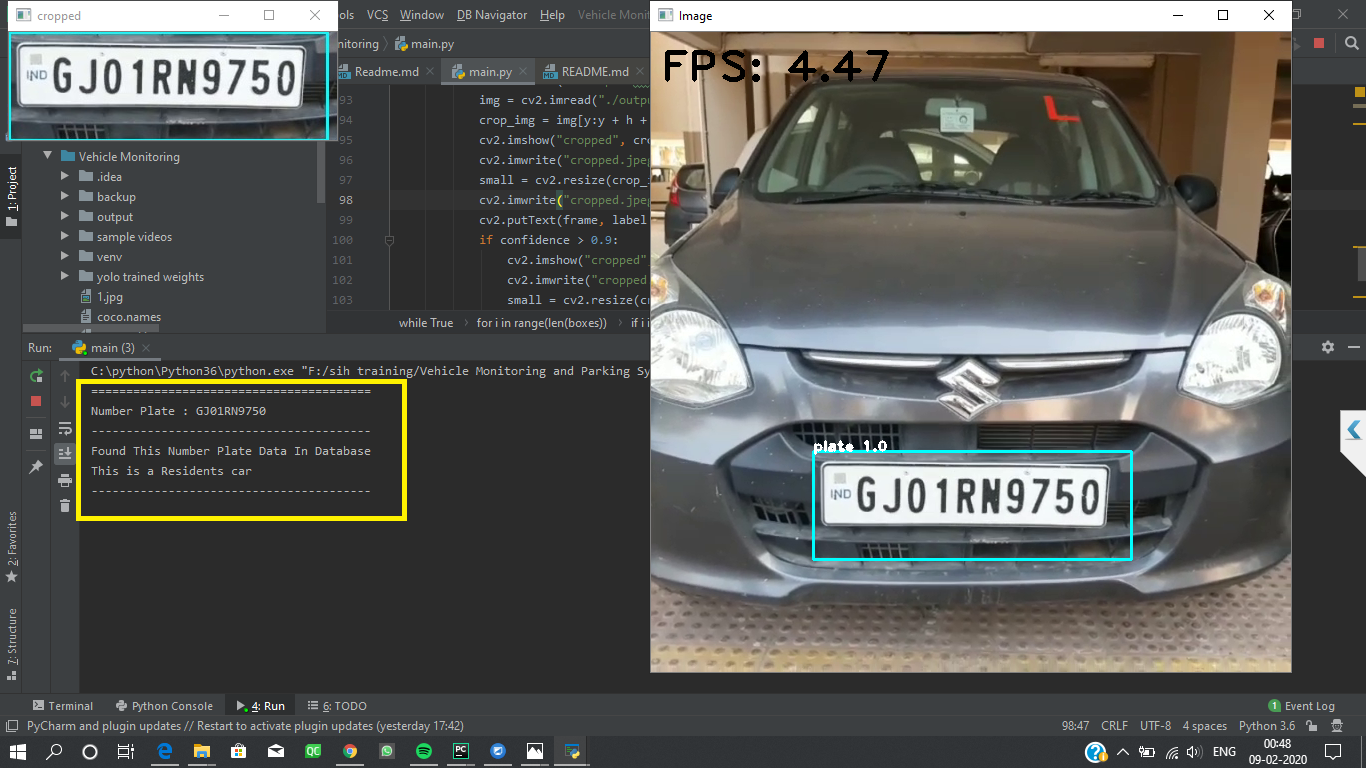 cropped
IND GJ01RN9750
ols VCS Window DB Navigator Help Vehicle Moni
nitoring main.py
Readme.md main.py README.md
93 img = cv2.imread("./outpu
94 crop_img = img[y:y + h +
95 cv2.imshow("cropped", cro
96 cv2.imwrite("cropped.jpeg
97 small = cv2.resize(crop_i
98 cv2.imwrite("cropped.jpeg
99 cv2.putText(frame, label
100 if confidence > 0.9:
101 cv2.imshow("cropped"
102 cv2.imwrite("cropped
103 small = cv2.resize(cr
while True for i in range(len(boxes)) if i i
1: Project
Vehicle Monitoring
.idea
backup
output
sample videos
venv
yolo trained weights
1.jpg
coco.names
Run: main (3)
C:\python\Python36\python.exe "F:/sih training/Vehicle Monitoring and Parking Sy
========================================
Number Plate : GJ01RN9750
----------------------------------------
Found This Number Plate Data In Database
This is a Residents car
----------------------------------------
2: Favorites
7: Structure
Image
FPS: 4.47
L
plate 1.0
IND GJ01RN9750
Terminal Python Console 4: Run 6: TODO
1 Event Log
PyCharm and plugin updates // Restart to activate plugin updates (yesterday 17:42)
98:47 CRLF UTF-8 4 spaces Python 3.6
ENG 00:48
09-02-2020